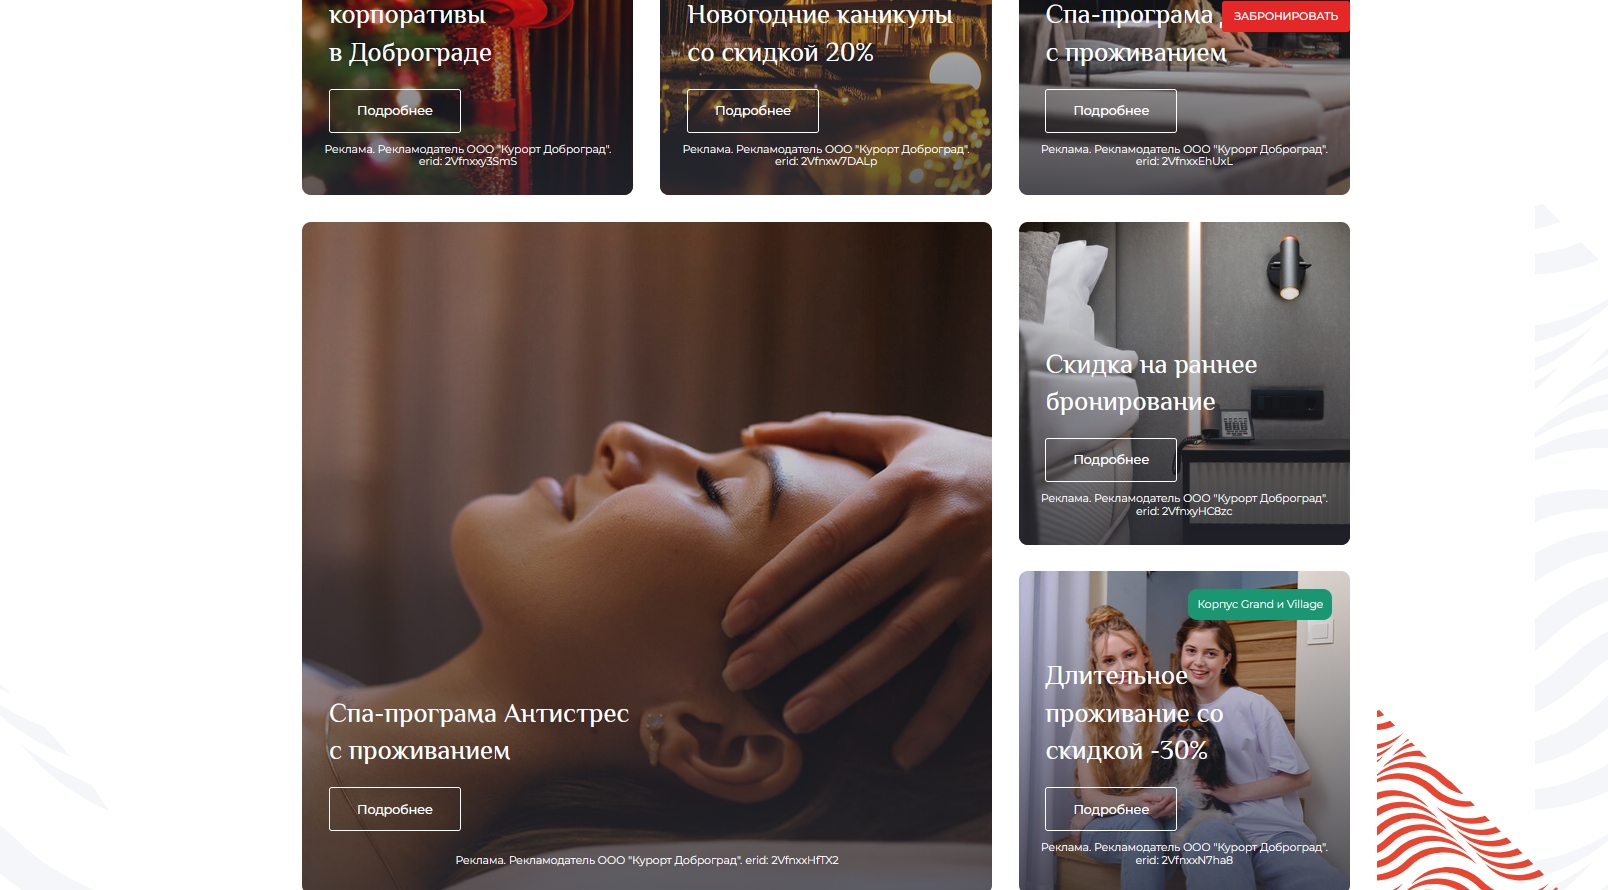 корпоративы
в Доброграде
Подробнее
Реклама. Рекламодатель ООО "Курорт Доброград".
erid: 2Vfnxxy3SmS
Новогодние каникулы
со скидкой 20%
Подробнее
Реклама. Рекламодатель ООО "Курорт Доброград".
erid: 2Vfnxw7DALp
Спа-програма
ЗАБРОНИРОВАТЬ
с проживанием
Подробнее
Реклама. Рекламодатель ООО "Курорт Доброград".
erid: 2VfnxxEhUxL
Спа-програма Антистрес
с проживанием
Подробнее
Реклама. Рекламодатель ООО "Курорт Доброград". erid: 2VfnxxHfTX2
Скидка на раннее
бронирование
Подробнее
Реклама. Рекламодатель ООО "Курорт Доброград".
erid: 2VfnxyHC8zc
Корпус Grand и Village
Длительное
проживание со
скидкой -30%
Подробнее
Реклама. Рекламодатель ООО "Курорт Доброград".
erid: 2VfnxxN7ha8